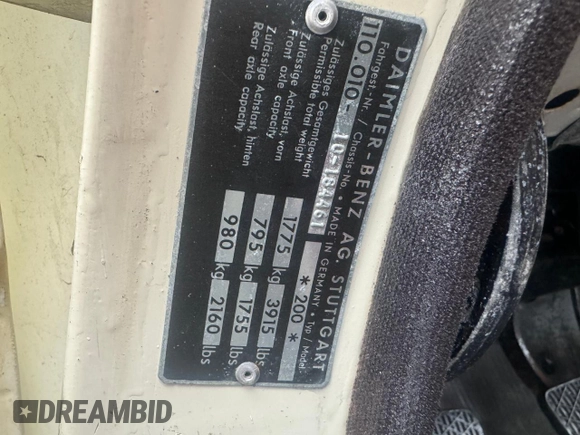 DAIMLER-BENZ AG STUTTGART
Fahrgest.-Nr. / Chassis-No. • MADE IN GERMANY • Typ / Model
110.010- 10-184461 * 200 *
Zulässiges Gesamtgewicht
Permissible total weight
1775 kg 3915 lbs
Zulässige Achslast, vorn
Front axle capacity
795 kg 1755 lbs
Zulässige Achslast, hinten
Rear axle capacity
980 kg 2160 lbs
DREAMBID